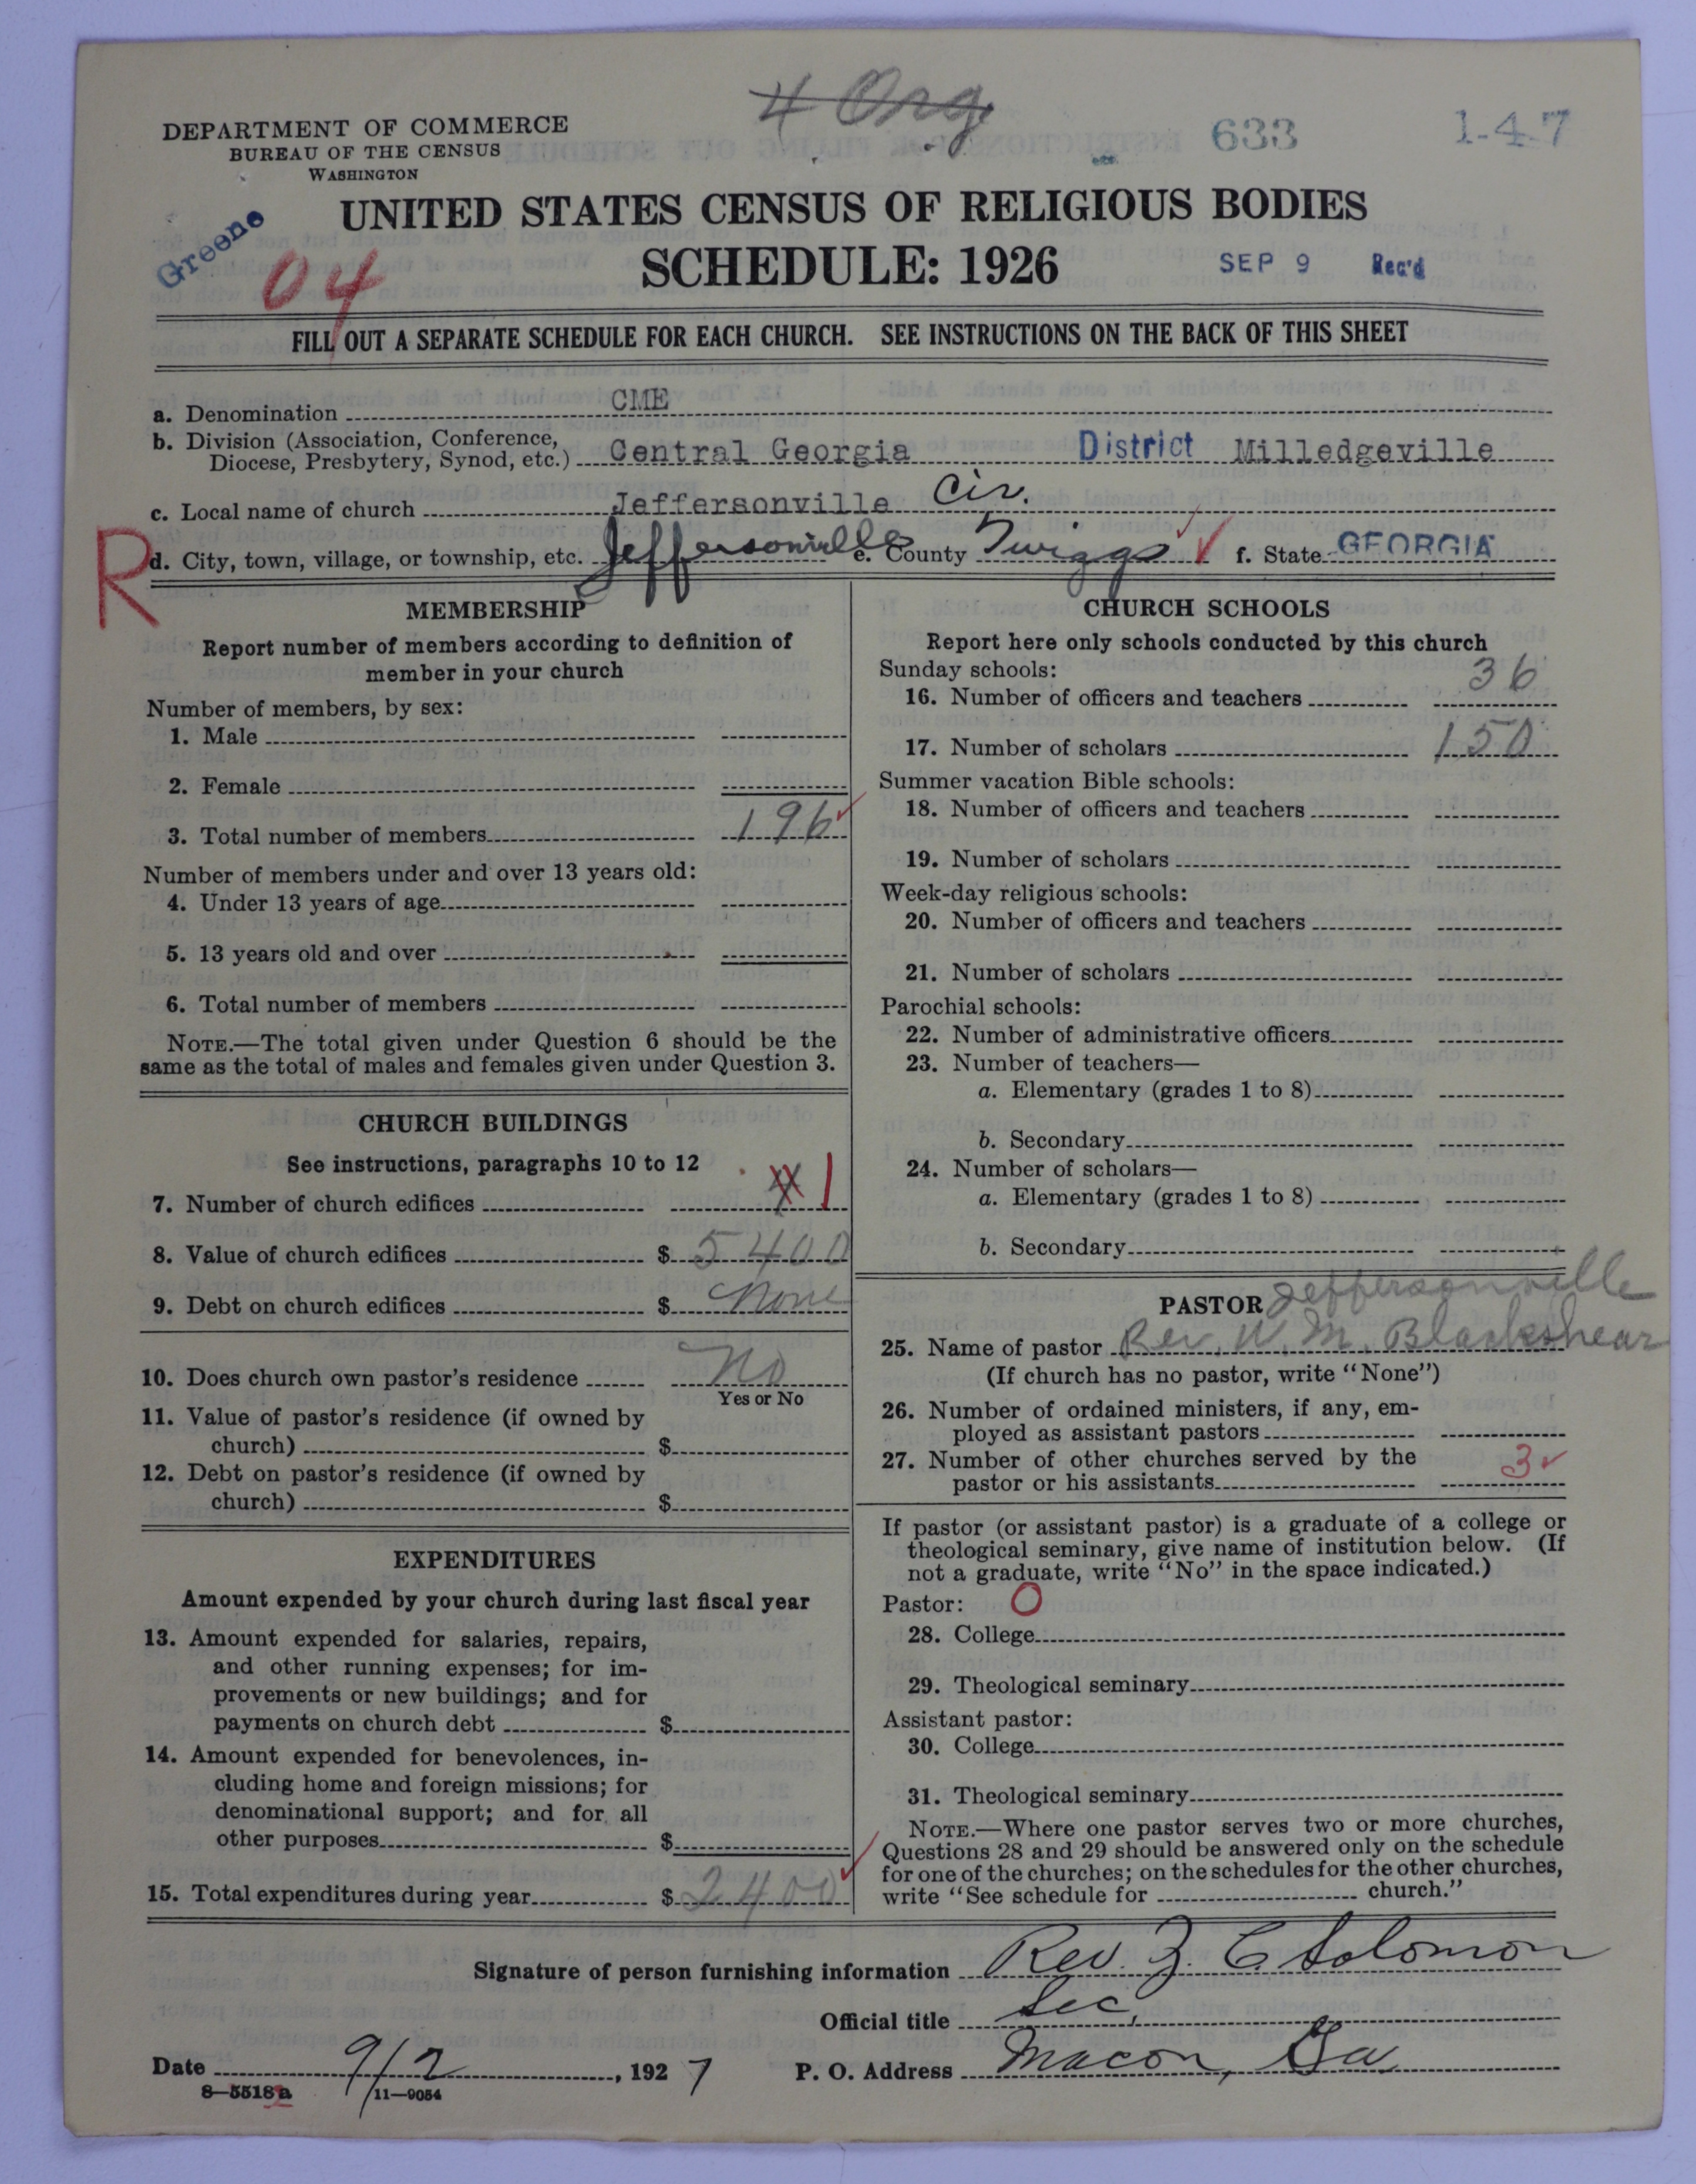 4 Org.
DEPARTMENT OF COMMERCE
BUREAU OF THE CENSUS
WASHINGTON
633
1-4-7
Greene
04
UNITED STATES CENSUS OF RELIGIOUS BODIES
SCHEDULE: 1926
SEP 9 Rec'd
FILL OUT A SEPARATE SCHEDULE FOR EACH CHURCH. SEE INSTRUCTIONS ON THE BACK OF THIS SHEET
a. Denomination CME
b. Division (Association, Conference,
Diocese, Presbytery, Synod, etc.) Central Georgia District Milledgeville
c. Local name of church Jeffersonville Cir.
R
d. City, town, village, or township, etc. Jeffersonville e. County Twiggs f. State GEORGIA
MEMBERSHIP
Report number of members according to definition of
member in your church
Number of members, by sex:
1. Male
2. Female
3. Total number of members 196
Number of members under and over 13 years old:
4. Under 13 years of age
5. 13 years old and over
6. Total number of members
NOTE.—The total given under Question 6 should be the
same as the total of males and females given under Question 3.
CHURCH BUILDINGS
See instructions, paragraphs 10 to 12
7. Number of church edifices 1
8. Value of church edifices $ 5400
9. Debt on church edifices $ None
10. Does church own pastor's residence No
Yes or No
11. Value of pastor's residence (if owned by
church) $
12. Debt on pastor's residence (if owned by
church) $
EXPENDITURES
Amount expended by your church during last fiscal year
13. Amount expended for salaries, repairs,
and other running expenses; for im-
provements or new buildings; and for
payments on church debt $
14. Amount expended for benevolences, in-
cluding home and foreign missions; for
denominational support; and for all
other purposes $
15. Total expenditures during year $ 2400
CHURCH SCHOOLS
Report here only schools conducted by this church
Sunday schools:
16. Number of officers and teachers 36
17. Number of scholars 150
Summer vacation Bible schools:
18. Number of officers and teachers
19. Number of scholars
Week-day religious schools:
20. Number of officers and teachers
21. Number of scholars
Parochial schools:
22. Number of administrative officers
23. Number of teachers—
a. Elementary (grades 1 to 8)
b. Secondary
24. Number of scholars—
a. Elementary (grades 1 to 8)
b. Secondary
PASTOR Jeffersonville
25. Name of pastor Rev. W. M. Blackshear
(If church has no pastor, write "None")
26. Number of ordained ministers, if any, em-
ployed as assistant pastors
27. Number of other churches served by the
pastor or his assistants 3
If pastor (or assistant pastor) is a graduate of a college or
theological seminary, give name of institution below. (If
not a graduate, write "No" in the space indicated.)
Pastor: O
28. College
29. Theological seminary
Assistant pastor:
30. College
31. Theological seminary
NOTE.—Where one pastor serves two or more churches,
Questions 28 and 29 should be answered only on the schedule
for one of the churches; on the schedules for the other churches,
write "See schedule for church."
Signature of person furnishing information Rev. Z. C. Solomon
Official title Sec,
Date 9/2, 1927 P. O. Address Macon, Ga
8—5518a 11—9054